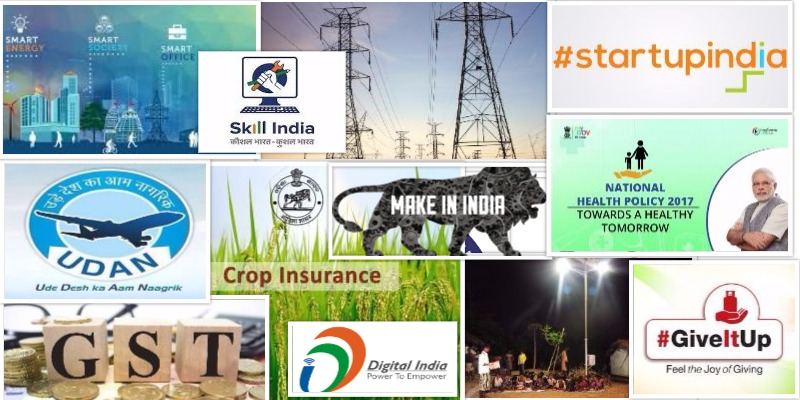 SMART
ENERGY
SMART
SOCIETY
SMART
OFFICE
Skill India
कौशल भारत-कुशल भारत
#startupindia
NATIONAL
HEALTH POLICY 2017
TOWARDS A HEALTHY
TOMORROW
उड़े देश का आम नागरिक
UDAN
Ude Desh ka Aam Naagrik
MAKE IN INDIA
Crop Insurance
GST
Digital India
Power To Empower
#GiveItUp
Feel the Joy of Giving